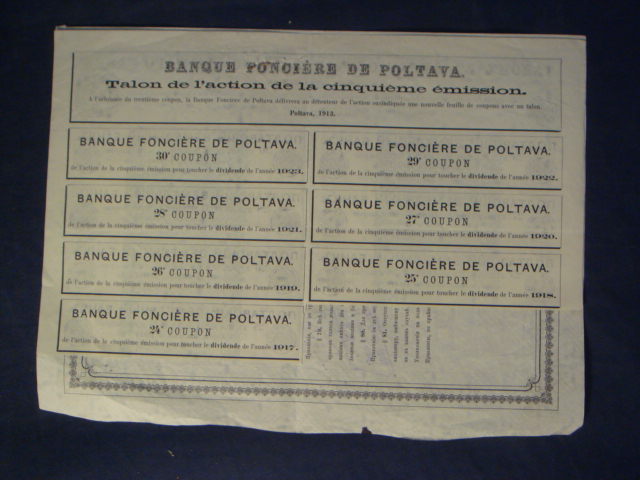 BANQUE FONCIÈRE DE POLTAVA.
Talon de l'action de la cinquième émission.
A l'échéance du trentième coupon, la Banque Foncière de Poltava délivrera au détenteur de l'action susindiquée une nouvelle feuille de coupons avec un talon.
Poltava, 1913.
BANQUE FONCIÈRE DE POLTAVA.
30e COUPON
de l'action de la cinquième émission pour toucher le dividende de l'année 1923.
BANQUE FONCIÈRE DE POLTAVA.
29e COUPON
de l'action de la cinquième émission pour toucher le dividende de l'année 1922.
BANQUE FONCIÈRE DE POLTAVA.
28e COUPON
de l'action de la cinquième émission pour toucher le dividende de l'année 1921.
BANQUE FONCIÈRE DE POLTAVA.
27e COUPON
de l'action de la cinquième émission pour toucher le dividende de l'année 1920.
BANQUE FONCIÈRE DE POLTAVA.
26e COUPON
de l'action de la cinquième émission pour toucher le dividende de l'année 1919.
BANQUE FONCIÈRE DE POLTAVA.
25e COUPON
de l'action de la cinquième émission pour toucher le dividende de l'année 1918.
BANQUE FONCIÈRE DE POLTAVA.
24e COUPON
de l'action de la cinquième émission pour toucher le dividende de l'année 1917.